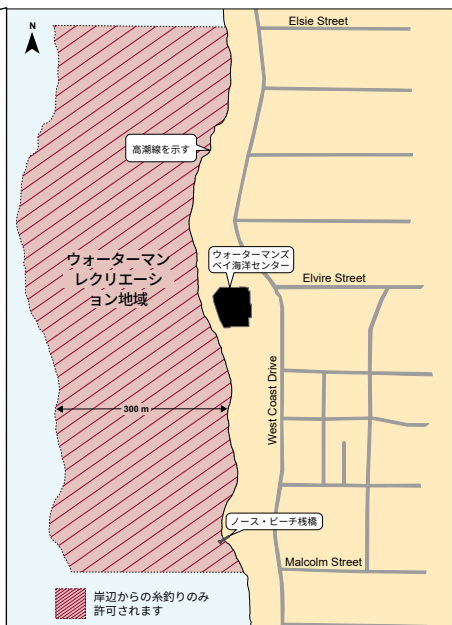 N
Elsie Street
高潮線を示す
ウォーターマンズ
ベイ海洋センター
ウォーターマン
レクリエーシ
ョン地域
Elvire Street
West Coast Drive
300 m
ノース・ビーチ桟橋
Malcolm Street
岸辺からの糸釣りのみ
許可されます